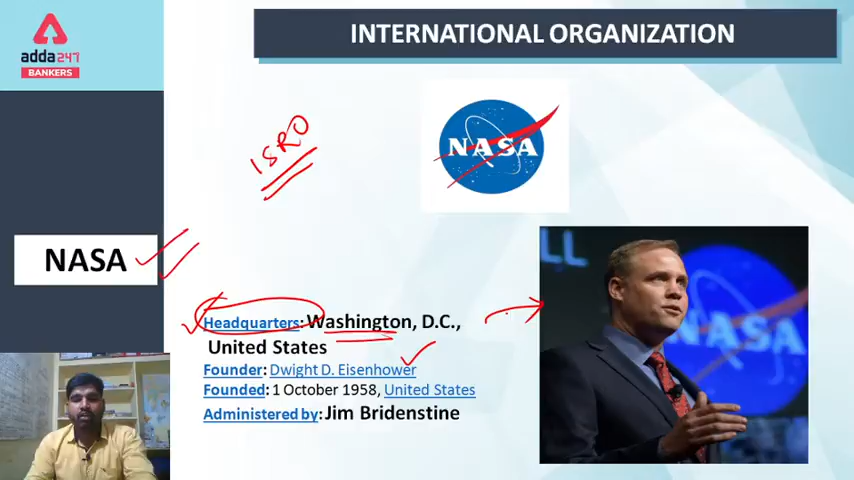 adda247
BANKERS
INTERNATIONAL ORGANIZATION
ISRO
NASA
NASA
Headquarters: Washington, D.C.,
United States
Founder: Dwight D. Eisenhower
Founded: 1 October 1958, United States
Administered by: Jim Bridenstine
LL
NASA